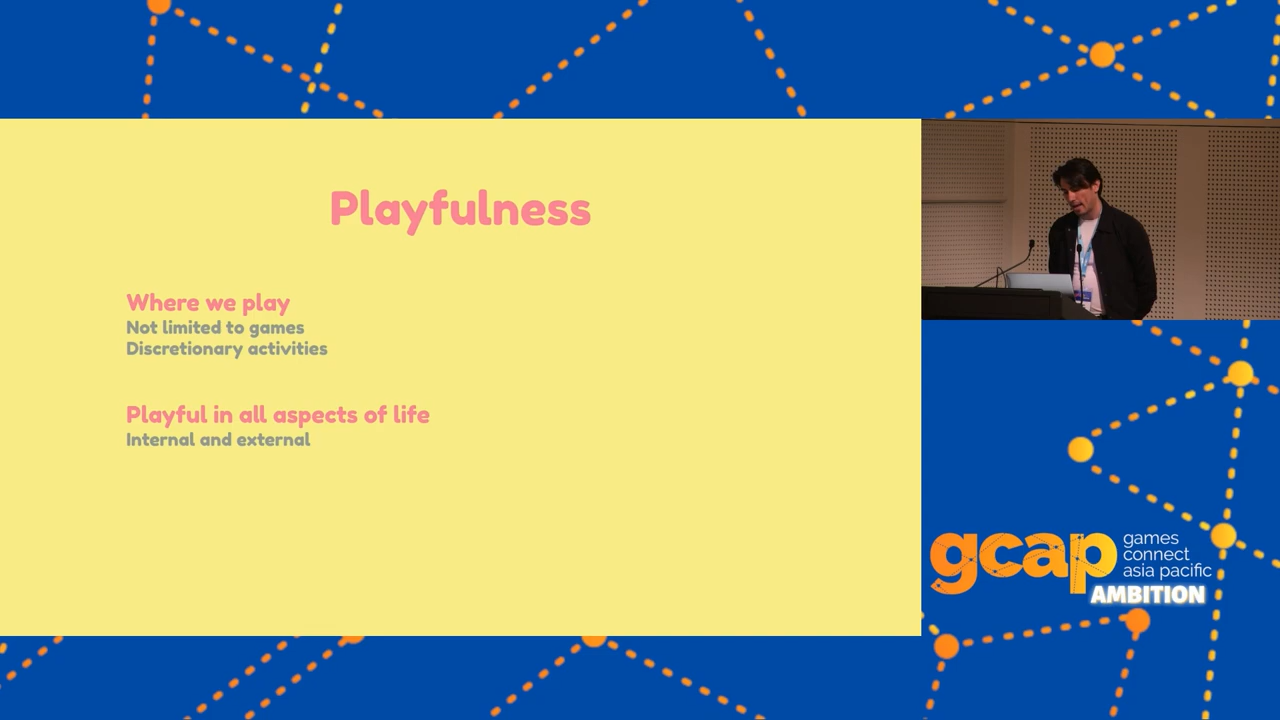 Playfulness
Where we play
Not limited to games
Discretionary activities
Playful in all aspects of life
Internal and external
gcap
games
connect
asia pacific
AMBITION